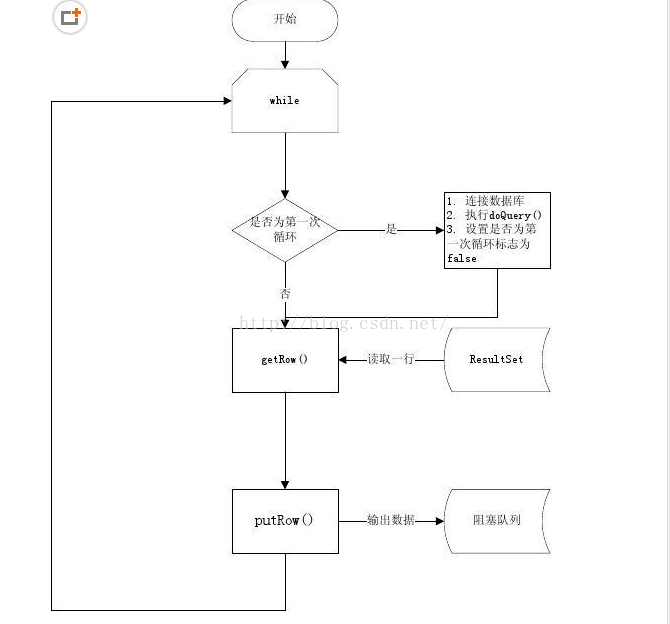 开始
while
是否为第一次
循环
是
1. 连接数据库
2. 执行doQuery()
3. 设置是否为第
一次循环标志为
false
否
http://blog.csdn.net/
getRow()
读取一行
ResultSet
putRow()
输出数据
阻塞队列